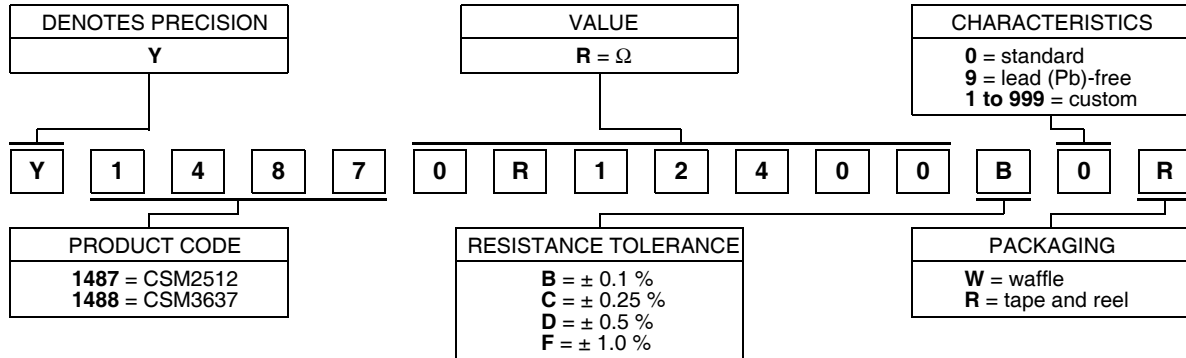 DENOTES PRECISION
Y
VALUE
R = Ω
CHARACTERISTICS
0 = standard
9 = lead (Pb)-free
1 to 999 = custom
Y 1 4 8 7 0 R 1 2 4 0 0 B 0 R
PRODUCT CODE
1487 = CSM2512
1488 = CSM3637
RESISTANCE TOLERANCE
B = ± 0.1 %
C = ± 0.25 %
D = ± 0.5 %
F = ± 1.0 %
PACKAGING
W = waffle
R = tape and reel